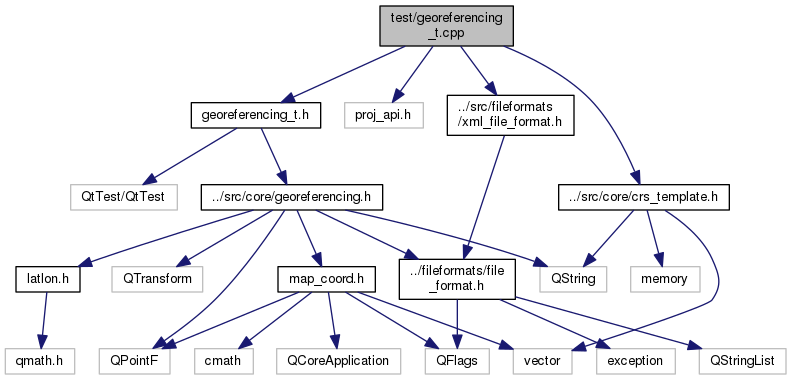 test/georeferencing
_t.cpp
georeferencing_t.h
proj_api.h
../src/fileformats
/xml_file_format.h
QtTest/QtTest
../src/core/georeferencing.h
../src/core/crs_template.h
latlon.h
QTransform
map_coord.h
../fileformats/file
_format.h
QString
memory
qmath.h
QPointF
cmath
QCoreApplication
QFlags
vector
exception
QStringList